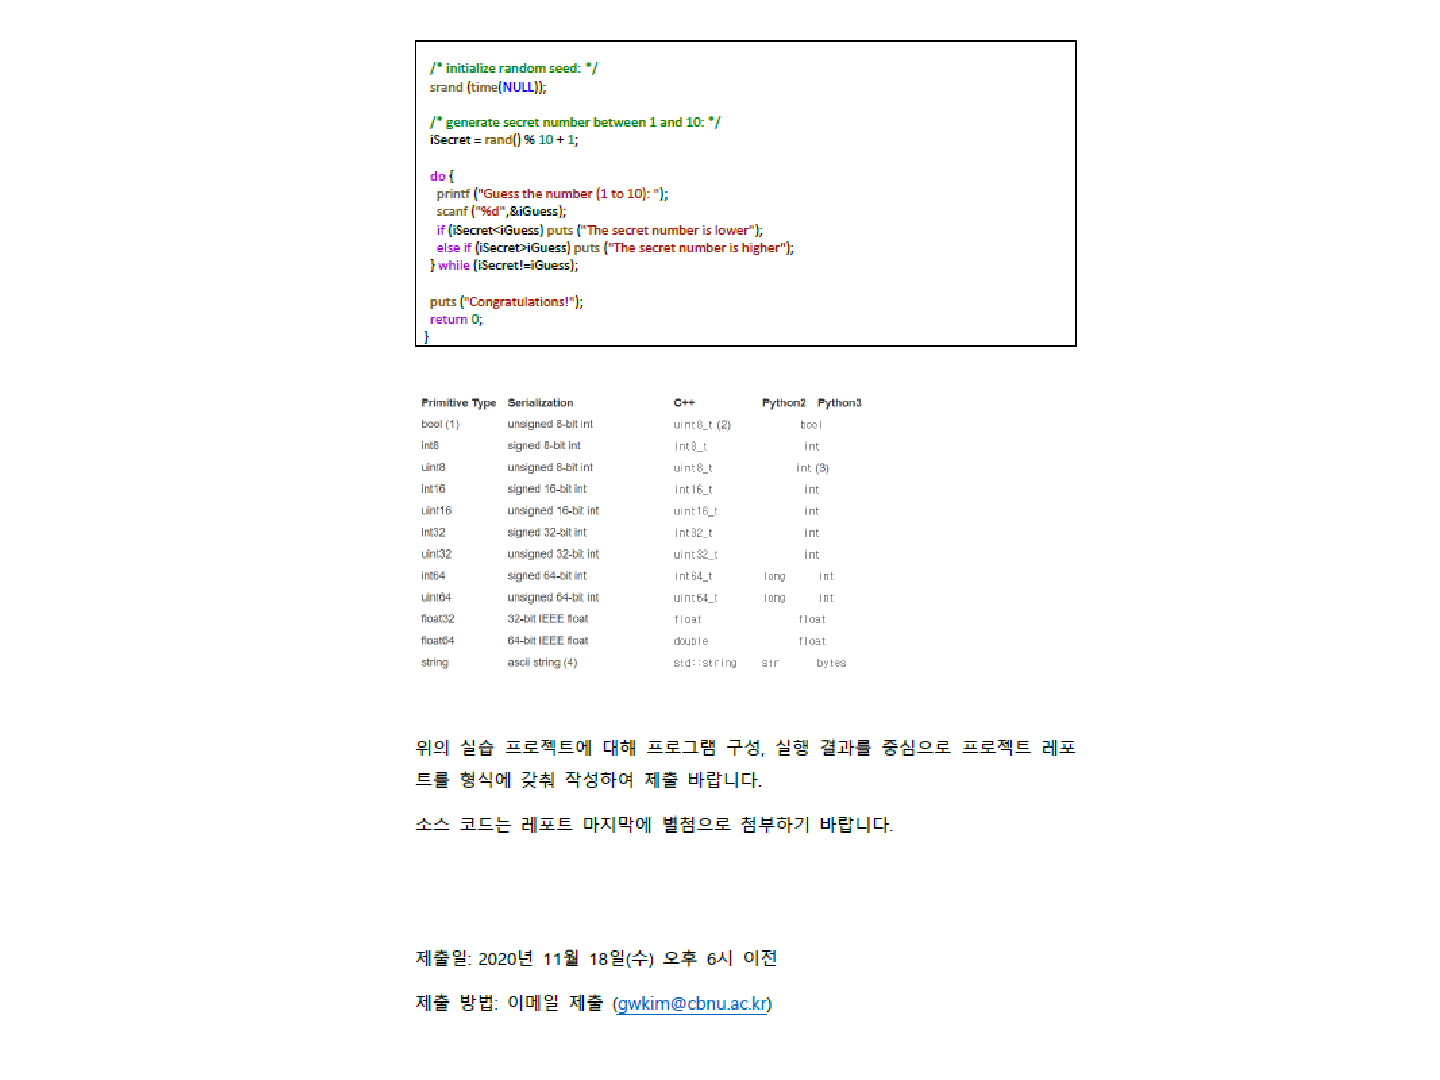 /* initialize random seed: */
srand (time(NULL));
/* generate secret number between 1 and 10: */
iSecret = rand() % 10 + 1;
do {
printf ("Guess the number (1 to 10): ");
scanf ("%d",&iGuess);
if (iSecret<iGuess) puts ("The secret number is lower");
else if (iSecret>iGuess) puts ("The secret number is higher");
} while (iSecret!=iGuess);
puts ("Congratulations!");
return 0;
}
Primitive Type Serialization C++ Python2 Python3
bool (1) unsigned 8-bit int uint8_t (2) bool
int8 signed 8-bit int int8_t int
uint8 unsigned 8-bit int uint8_t int (3)
int16 signed 16-bit int int16_t int
uint16 unsigned 16-bit int uint16_t int
int32 signed 32-bit int int32_t int
uint32 unsigned 32-bit int uint32_t int
int64 signed 64-bit int int64_t long int
uint64 unsigned 64-bit int uint64_t long int
float32 32-bit IEEE float float float
float64 64-bit IEEE float double float
string ascii string (4) std::string str bytes
위의 실습 프로젝트에 대해 프로그램 구성, 실행 결과를 중심으로 프로젝트 레포
트를 형식에 갖춰 작성하여 제출 바랍니다.
소스 코드는 레포트 마지막에 별첨으로 첨부하기 바랍니다.
제출일: 2020년 11월 18일(수) 오후 6시 이전
제출 방법: 이메일 제출 (gwkim@cbnu.ac.kr)